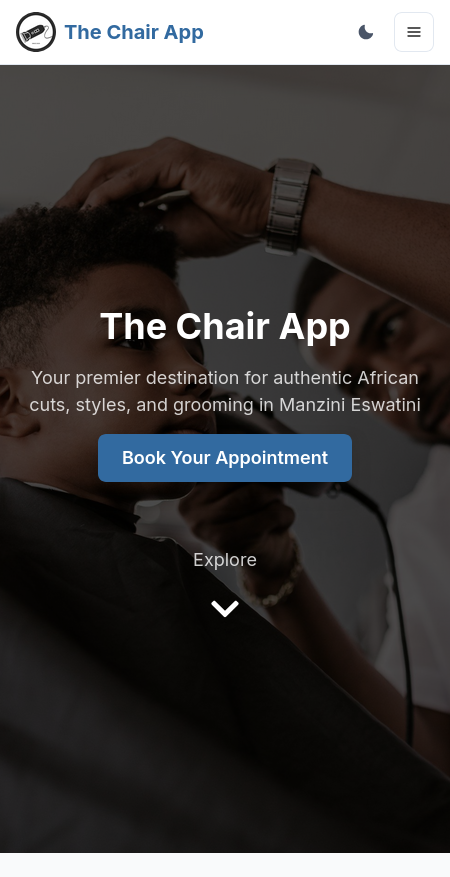 The Chair App
The Chair App
Your premier destination for authentic African
cuts, styles, and grooming in Manzini Eswatini
Book Your Appointment
Explore